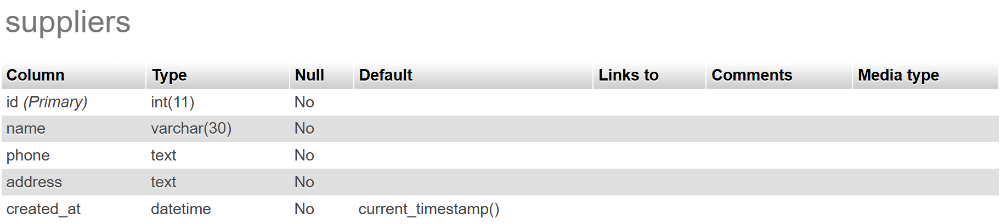 suppliers
Column Type Null Default Links to Comments Media type
id (Primary) int(11) No
name varchar(30) No
phone text No
address text No
created_at datetime No current_timestamp()